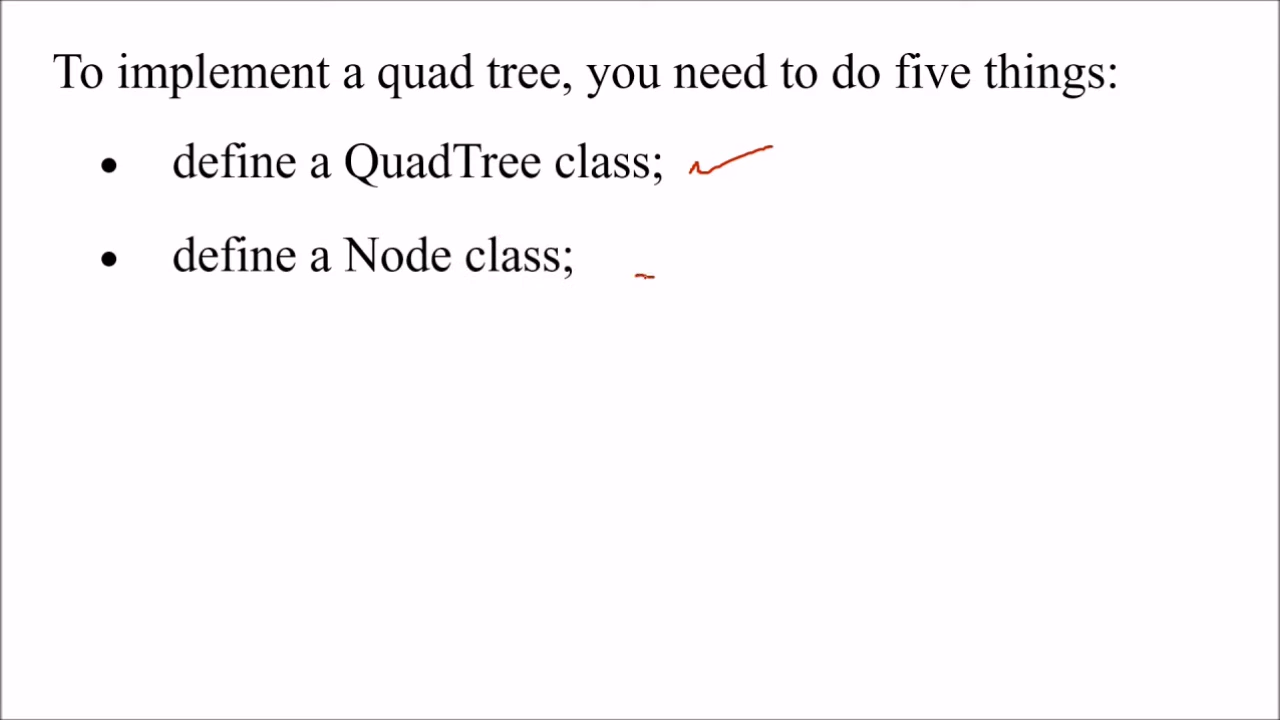 To implement a quad tree, you need to do five things:
• define a QuadTree class;
• define a Node class;